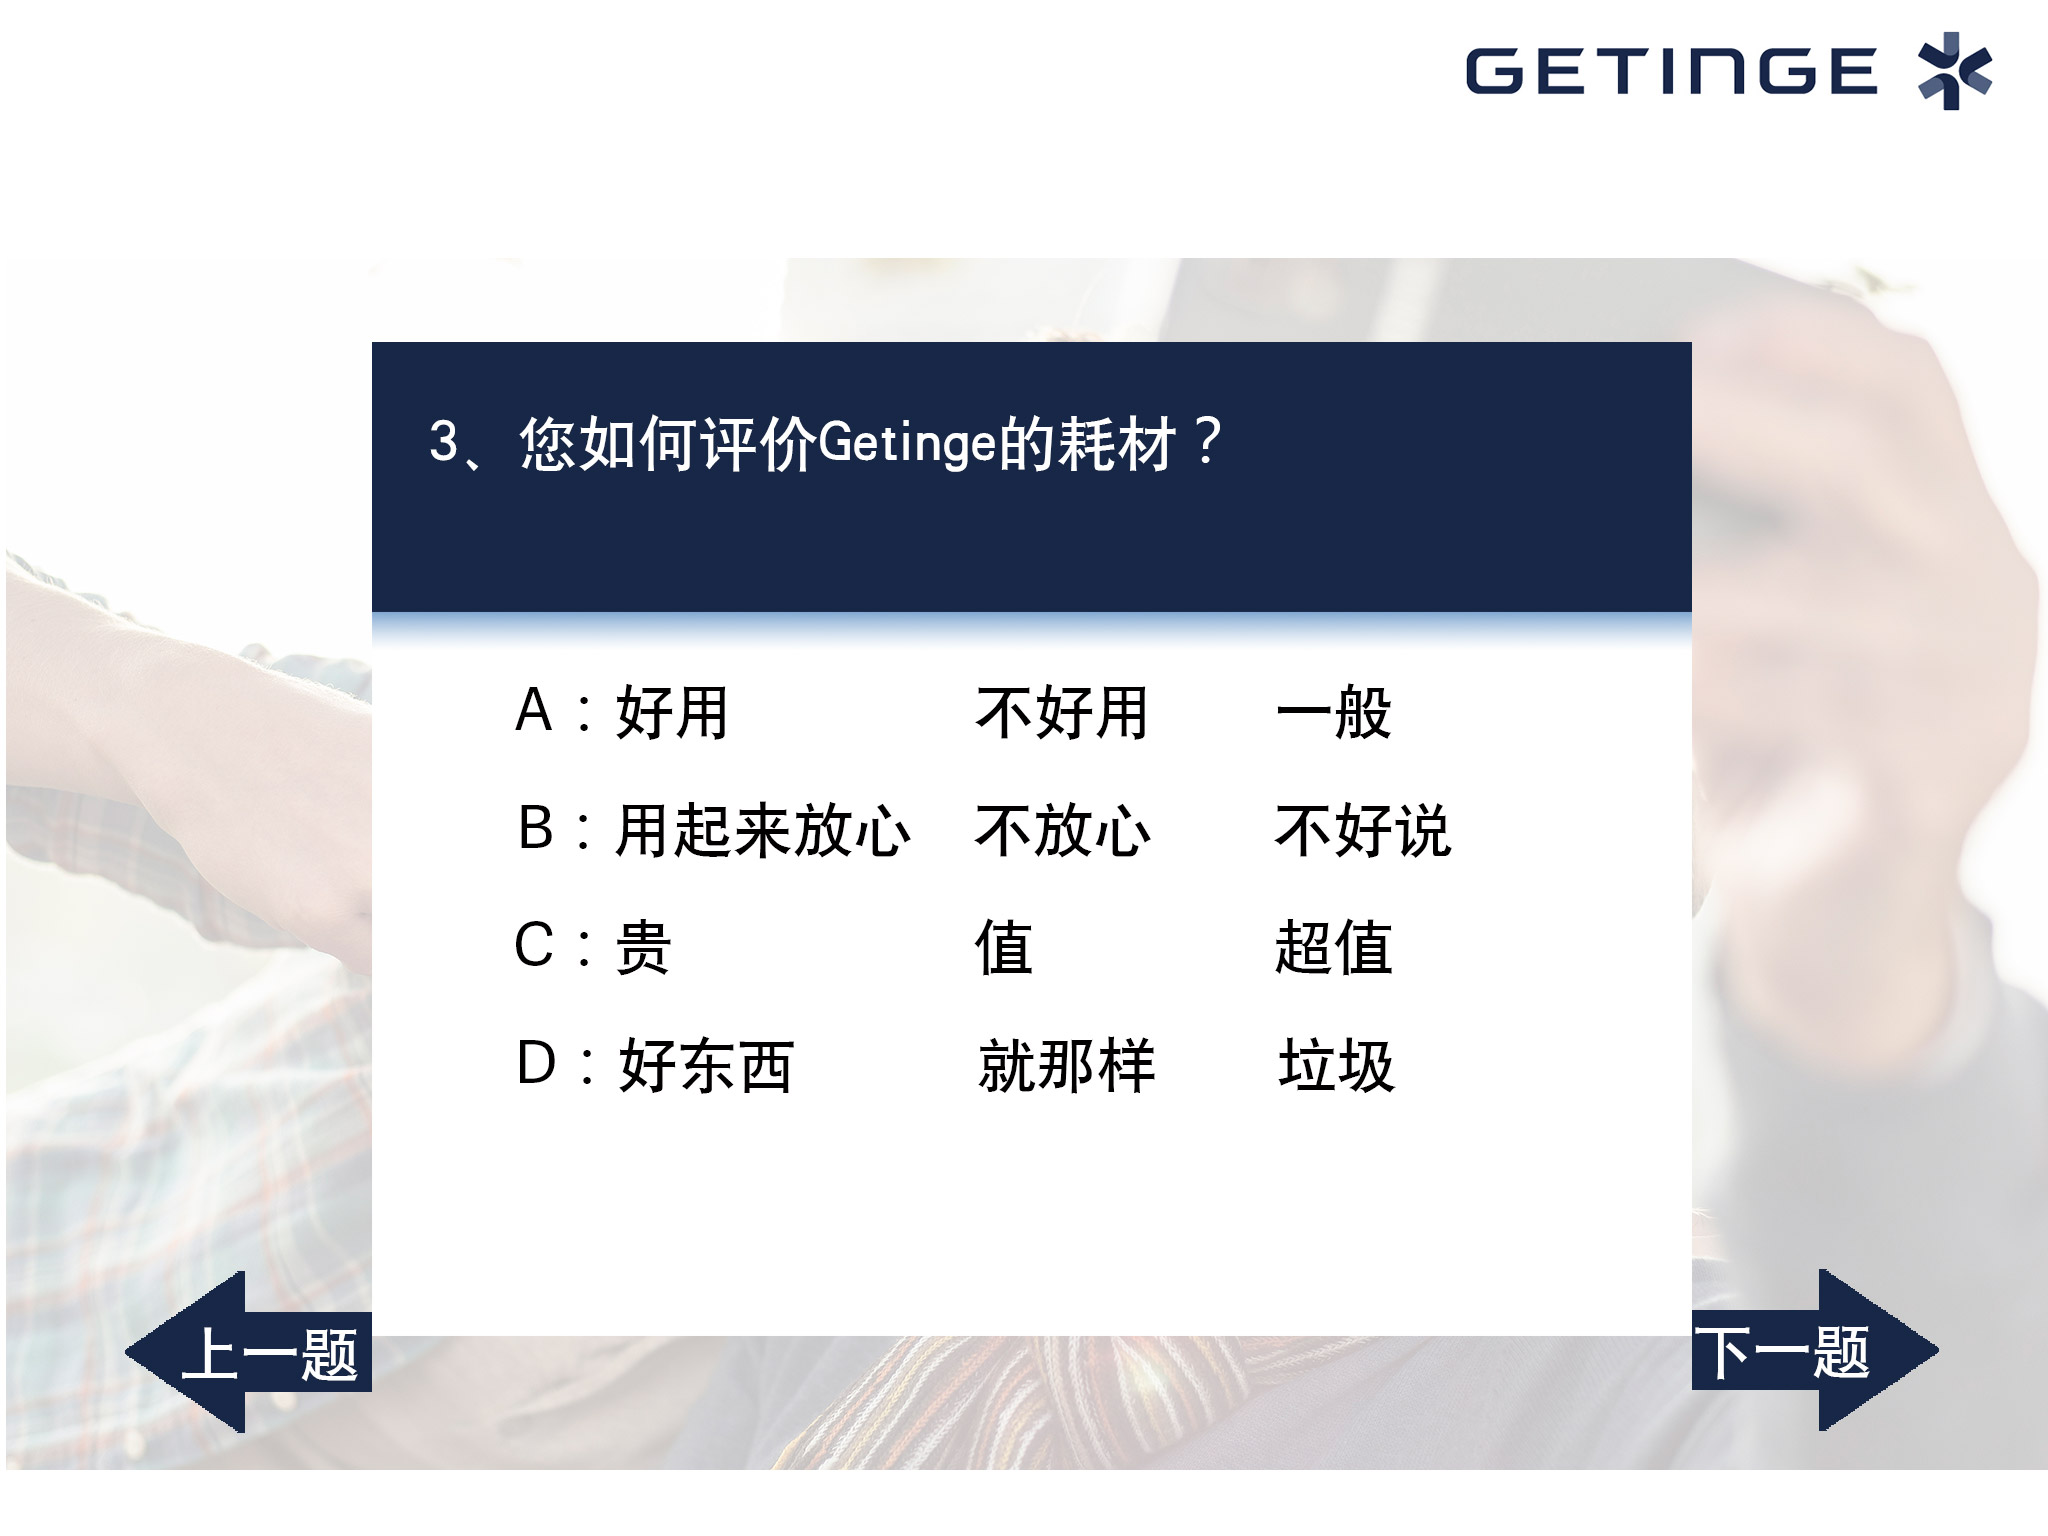 GETINGE
3、您如何评价Getinge的耗材？
A：好用 不好用 一般
B：用起来放心 不放心 不好说
C：贵 值 超值
D：好东西 就那样 垃圾
上一题
下一题